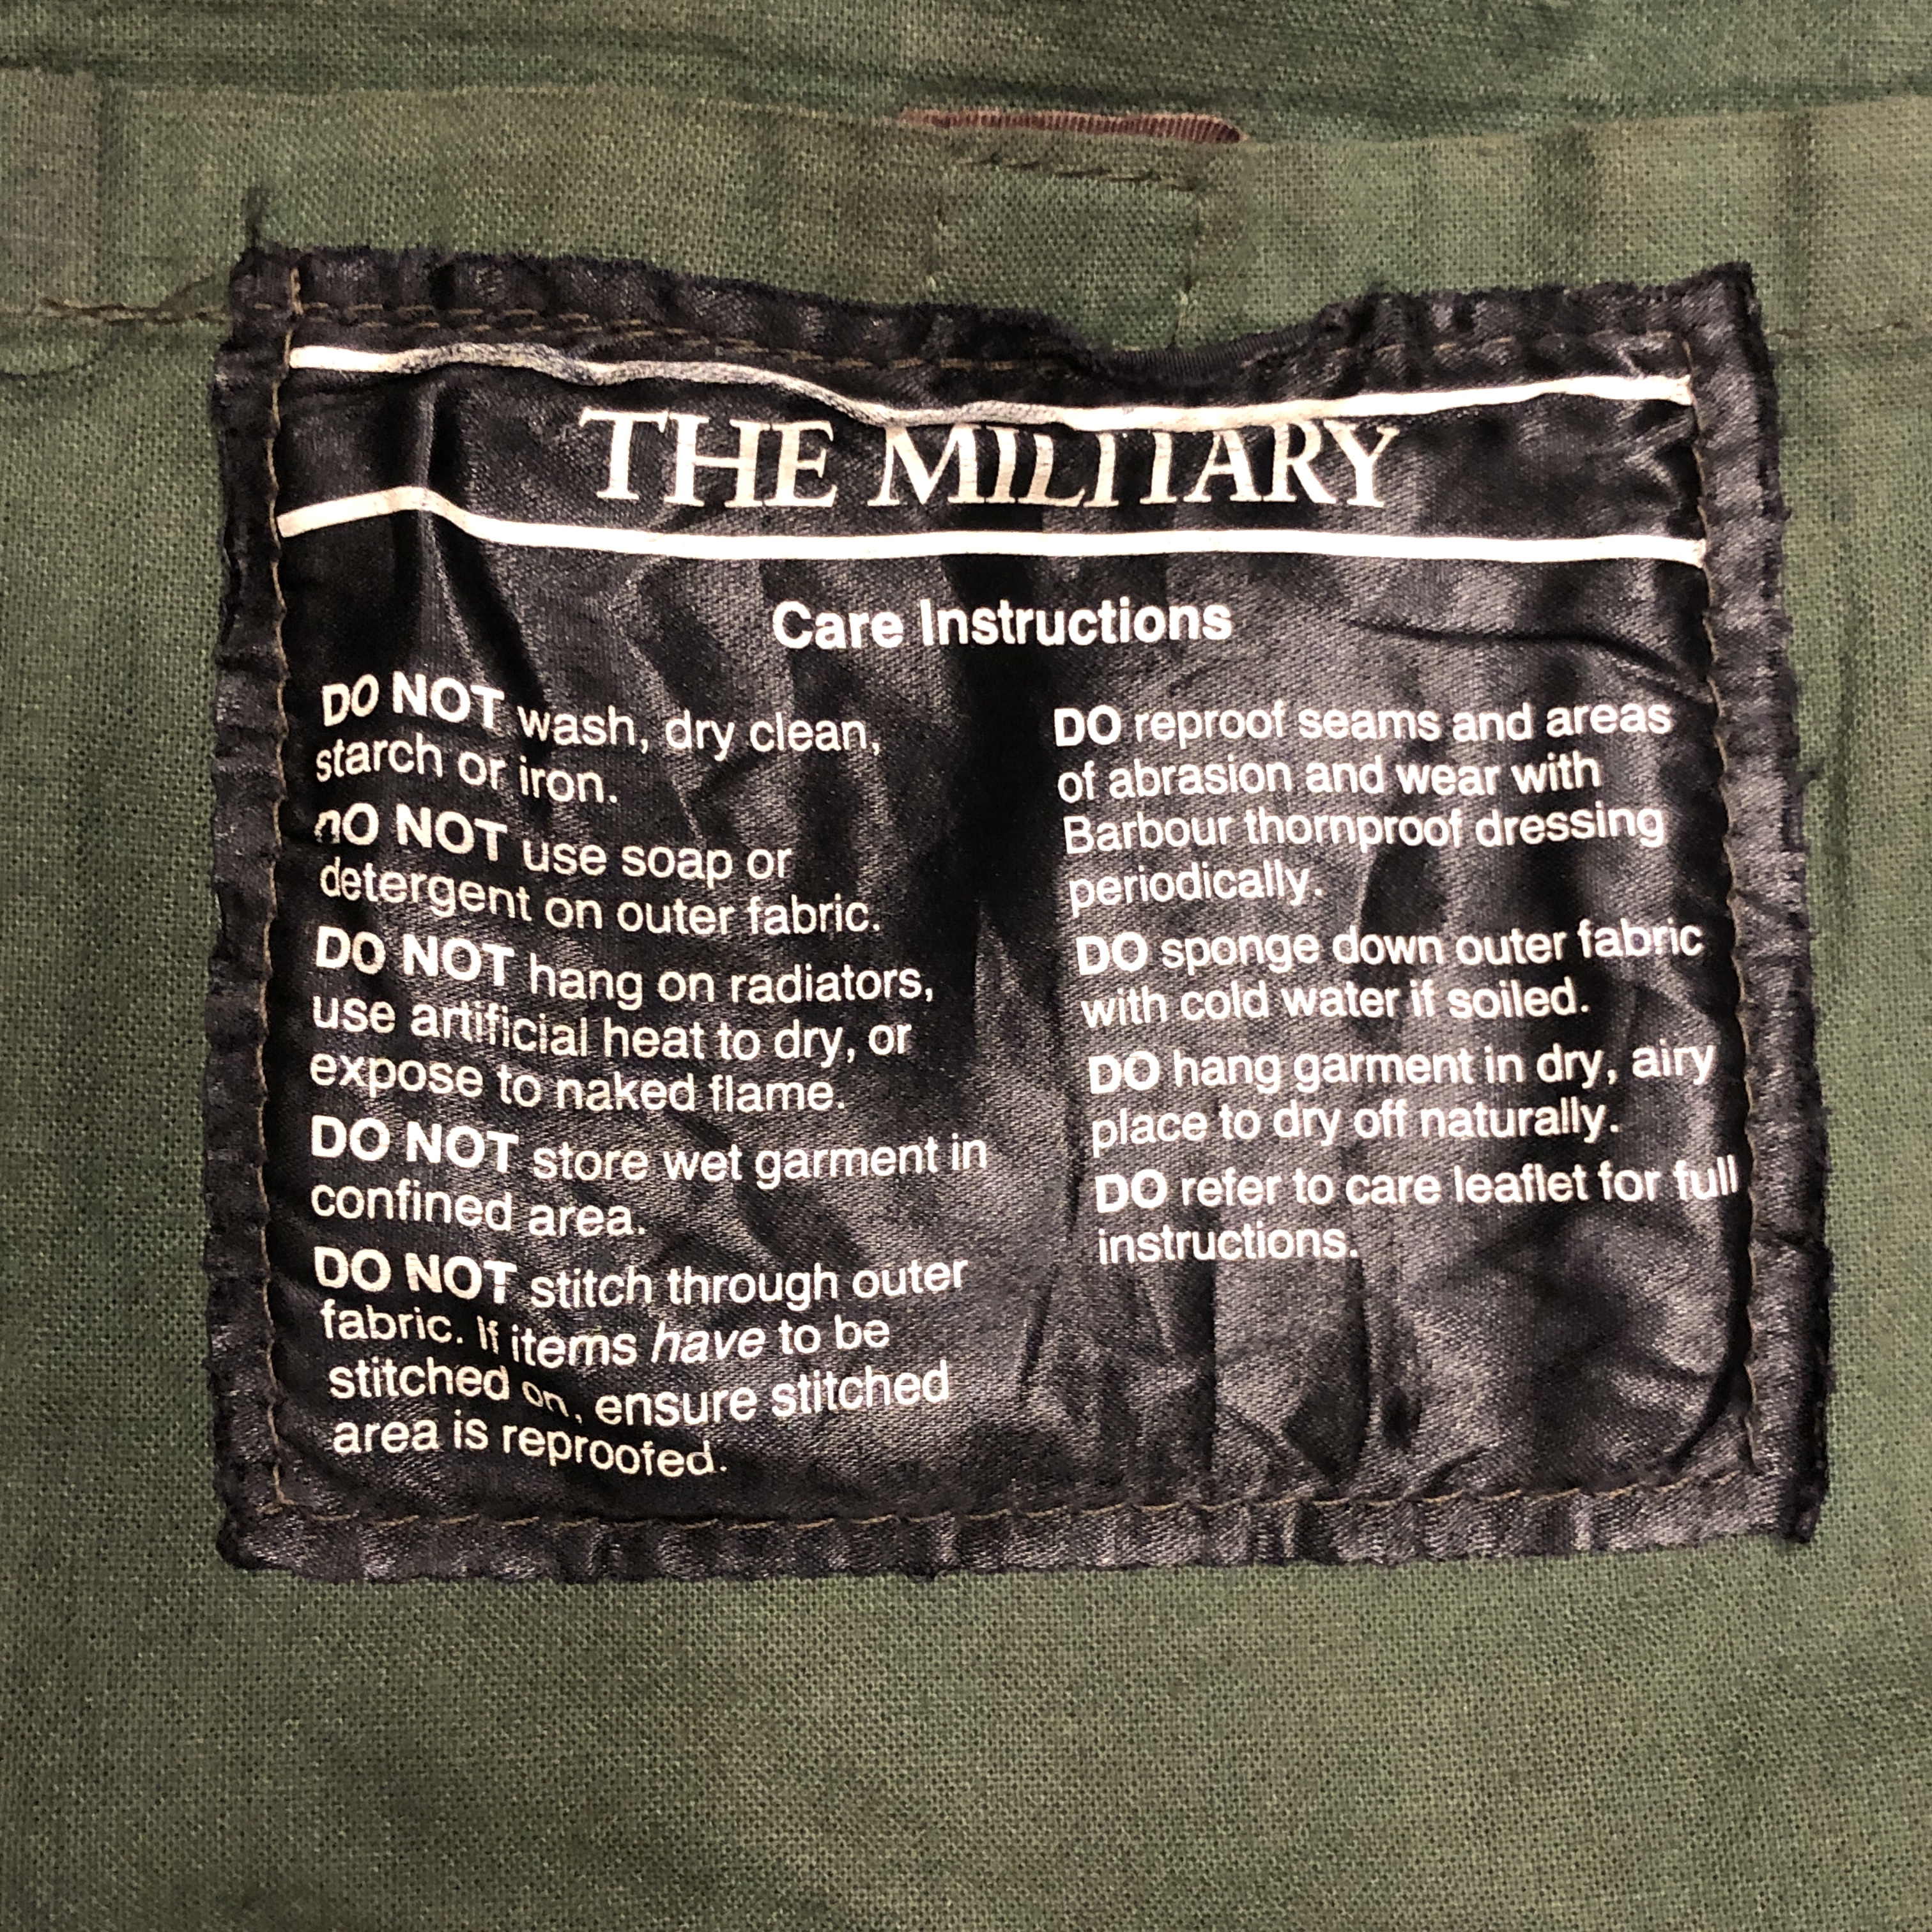 THE MILITARY
Care Instructions
DO NOT wash, dry clean,
starch or iron.
DO NOT use soap or
detergent on outer fabric.
DO NOT hang on radiators,
use artificial heat to dry, or
expose to naked flame.
DO NOT store wet garment in
confined area.
DO NOT stitch through outer
fabric. If items have to be
stitched on, ensure stitched
area is reproofed.
DO reproof seams and areas
of abrasion and wear with
Barbour thornproof dressing
periodically.
DO sponge down outer fabric
with cold water if soiled.
DO hang garment in dry, airy
place to dry off naturally.
DO refer to care leaflet for full
instructions.